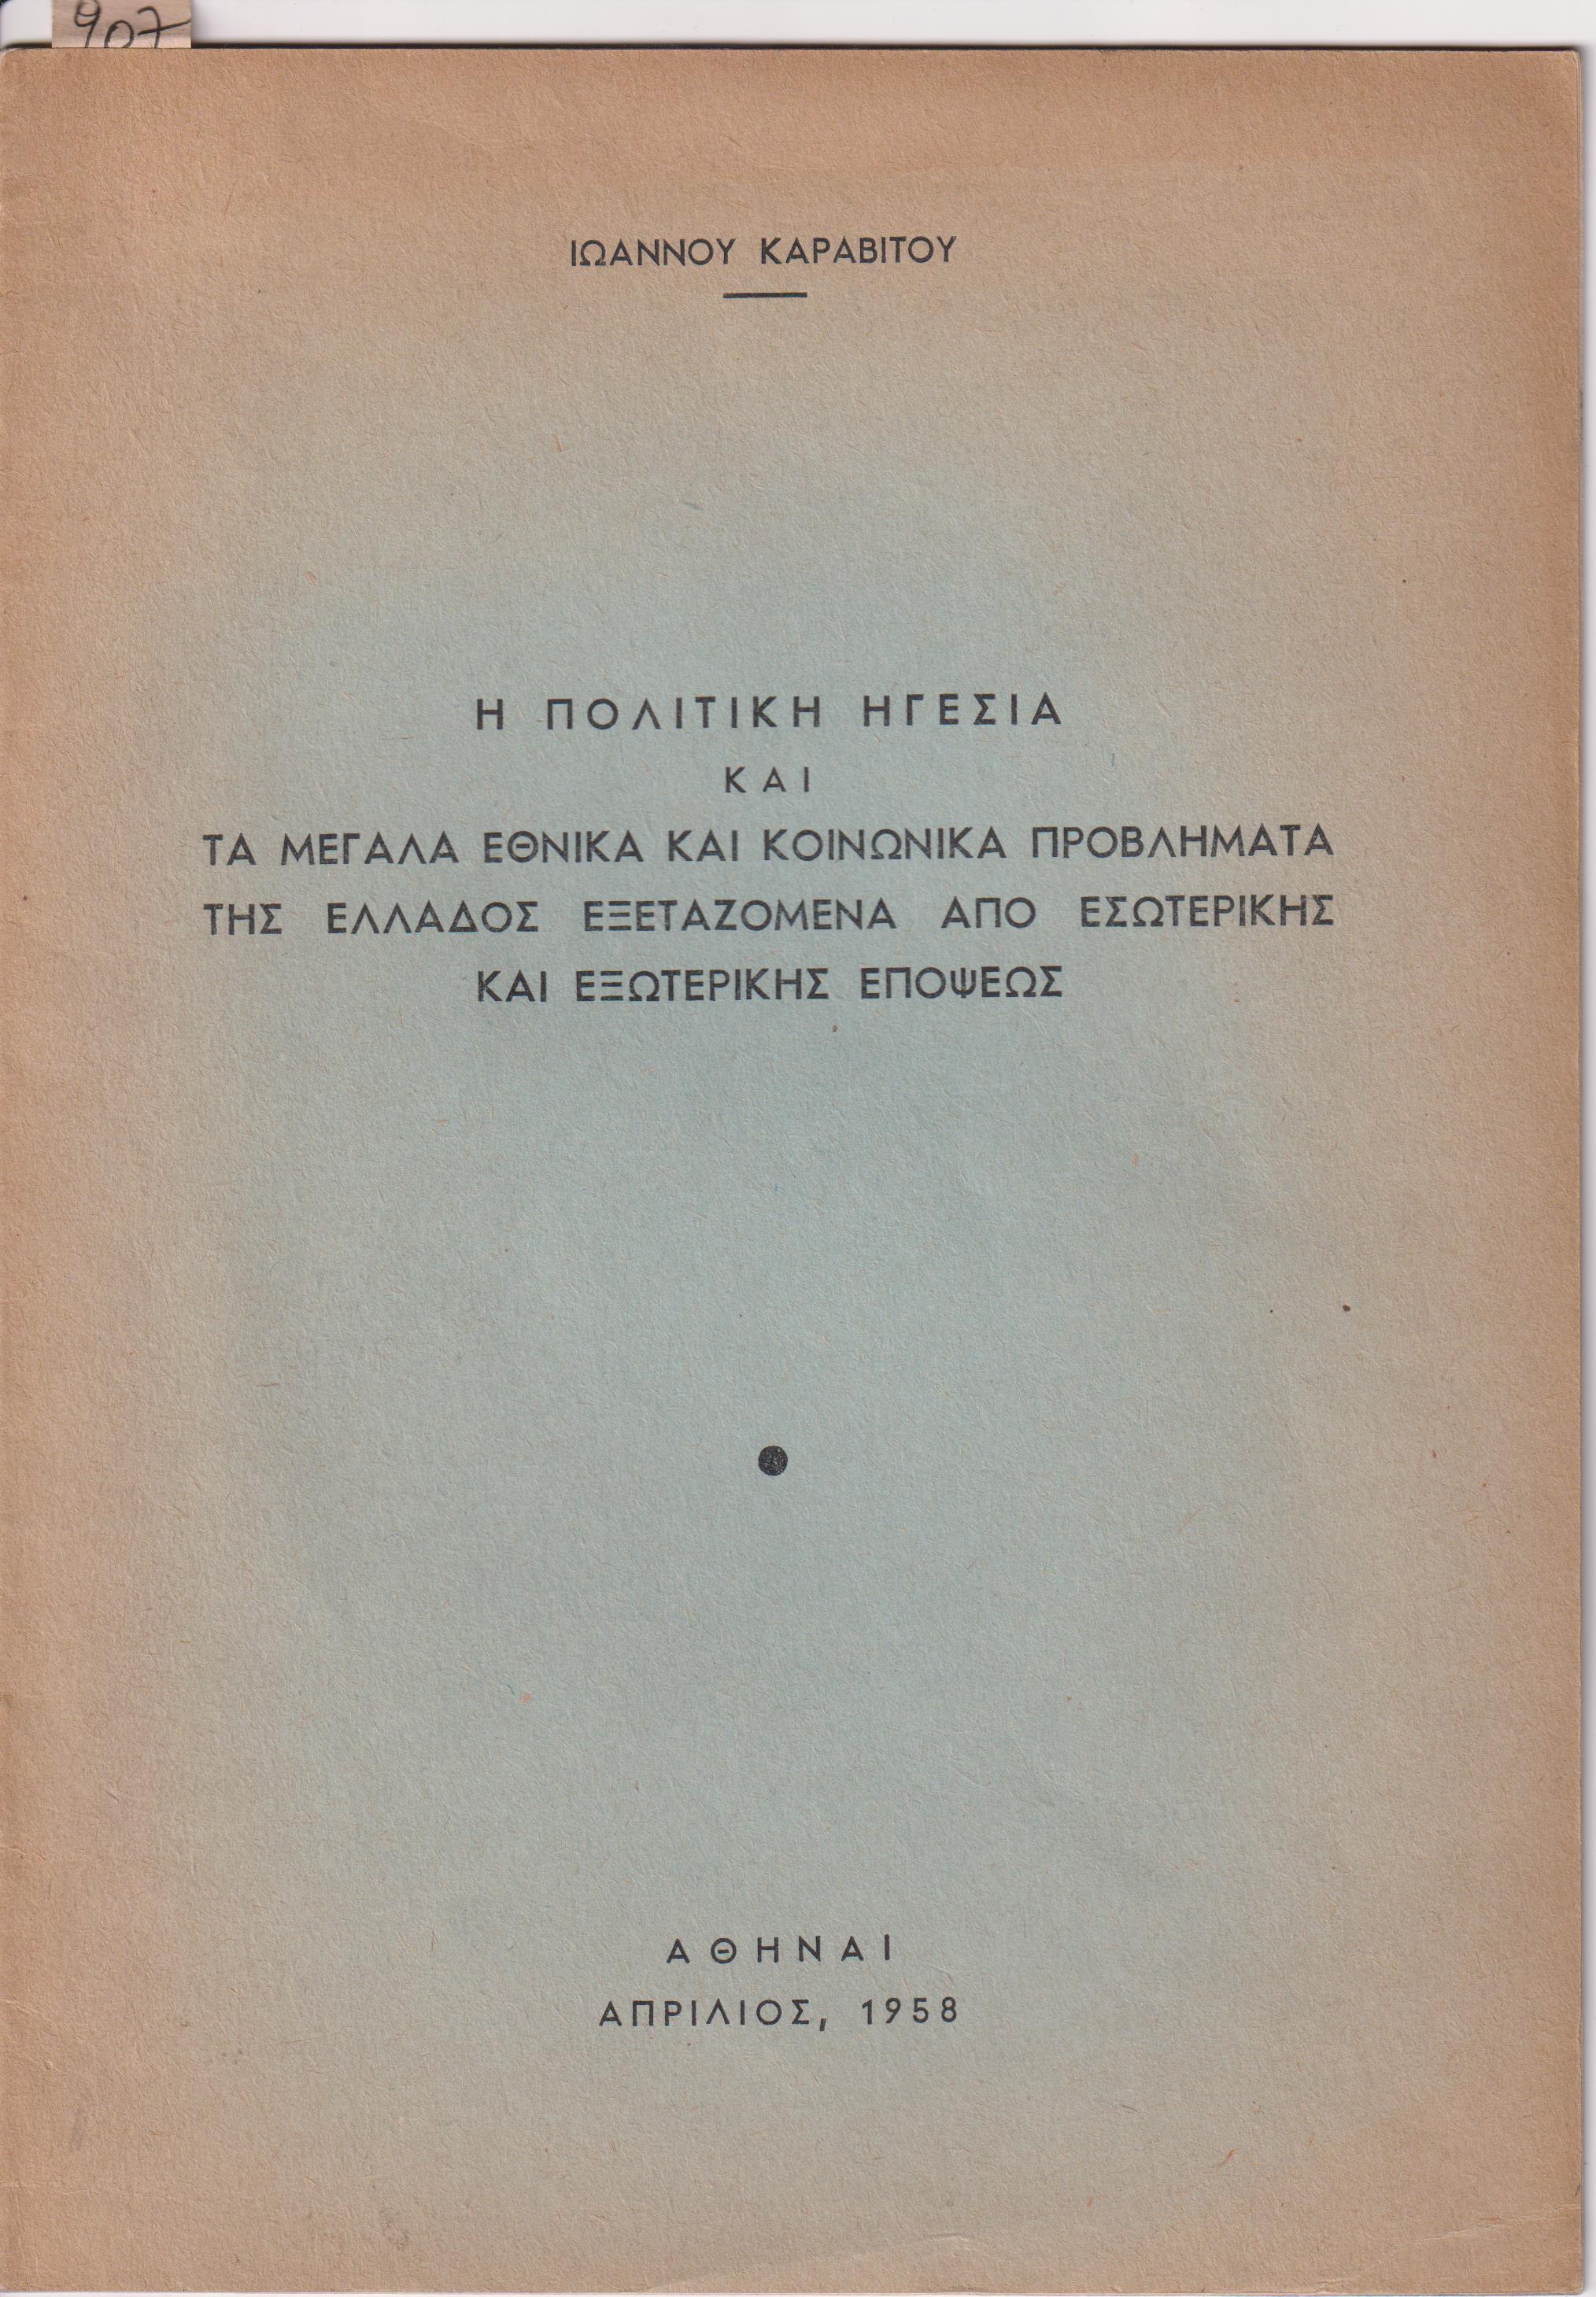 907
ΙΩΑΝΝΟΥ ΚΑΡΑΒΙΤΟΥ
Η ΠΟΛΙΤΙΚΗ ΗΓΕΣΙΑ
ΚΑΙ
ΤΑ ΜΕΓΑΛΑ ΕΘΝΙΚΑ ΚΑΙ ΚΟΙΝΩΝΙΚΑ ΠΡΟΒΛΗΜΑΤΑ
ΤΗΣ ΕΛΛΑΔΟΣ ΕΞΕΤΑΖΟΜΕΝΑ ΑΠΟ ΕΣΩΤΕΡΙΚΗΣ
ΚΑΙ ΕΞΩΤΕΡΙΚΗΣ ΕΠΟΨΕΩΣ
ΑΘΗΝΑΙ
ΑΠΡΙΛΙΟΣ, 1958